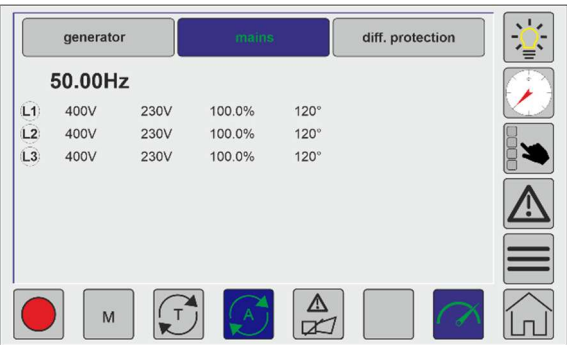 generator mains diff. protection
50.00Hz
L1 400V 230V 100.0% 120°
L2 400V 230V 100.0% 120°
L3 400V 230V 100.0% 120°
M T A